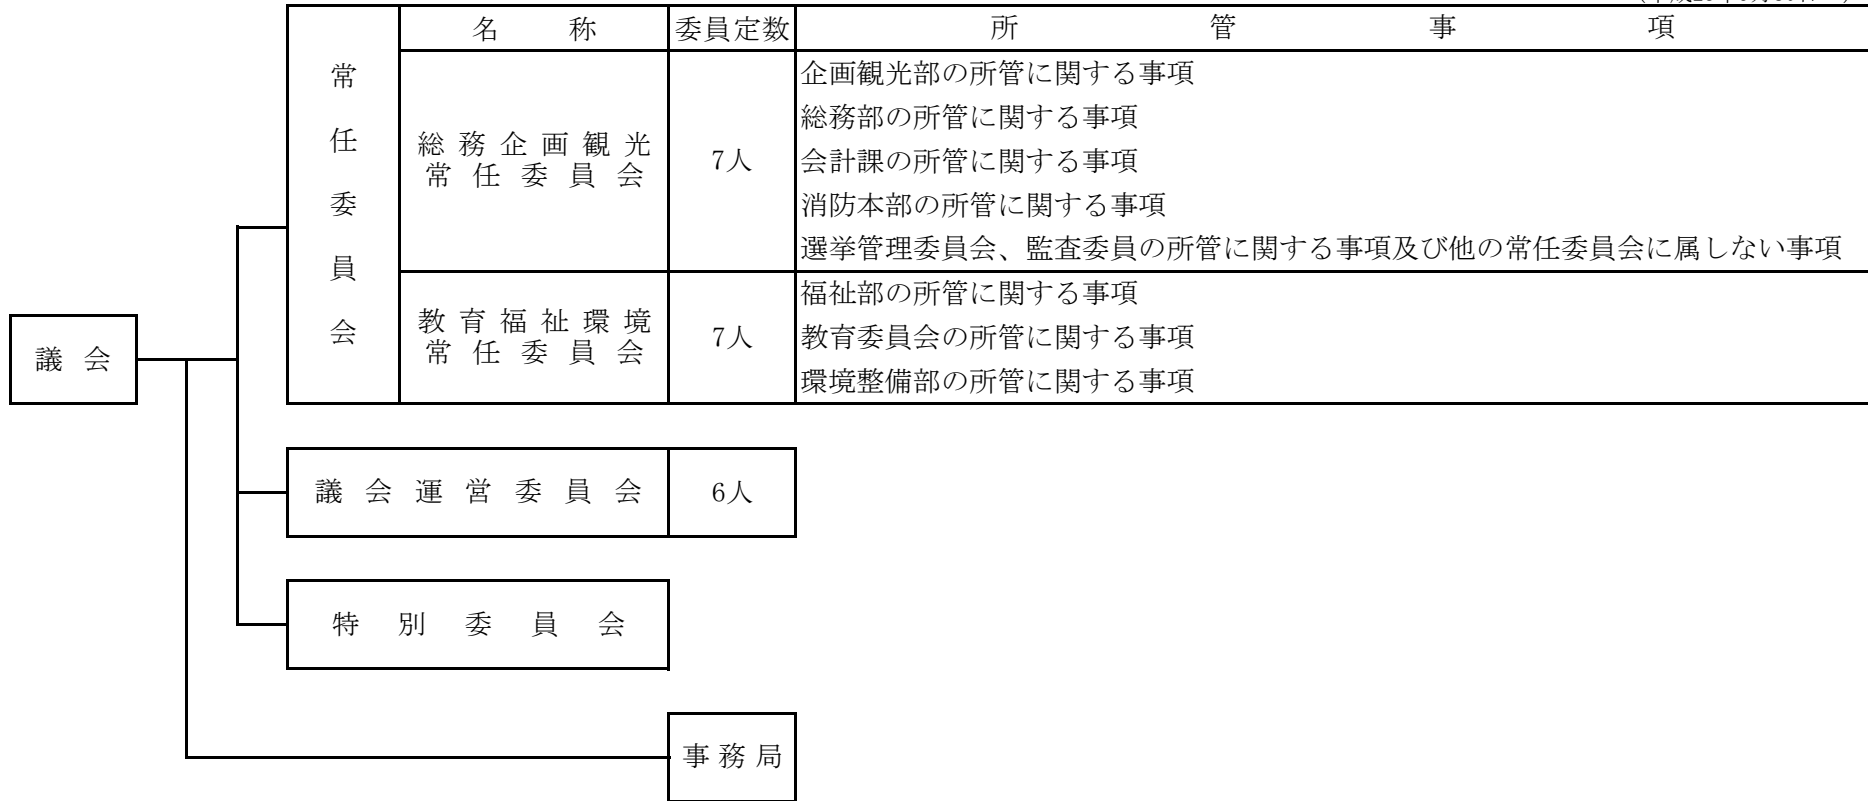 名称 委員定数 所管事項
常任委員会
総務企画観光
常任委員会
7人
企画観光部の所管に関する事項
総務部の所管に関する事項
会計課の所管に関する事項
消防本部の所管に関する事項
選挙管理委員会、監査委員の所管に関する事項及び他の常任委員会に属しない事項
教育福祉環境
常任委員会
7人
福祉部の所管に関する事項
教育委員会の所管に関する事項
環境整備部の所管に関する事項
議会
議会運営委員会 6人
特別委員会
事務局